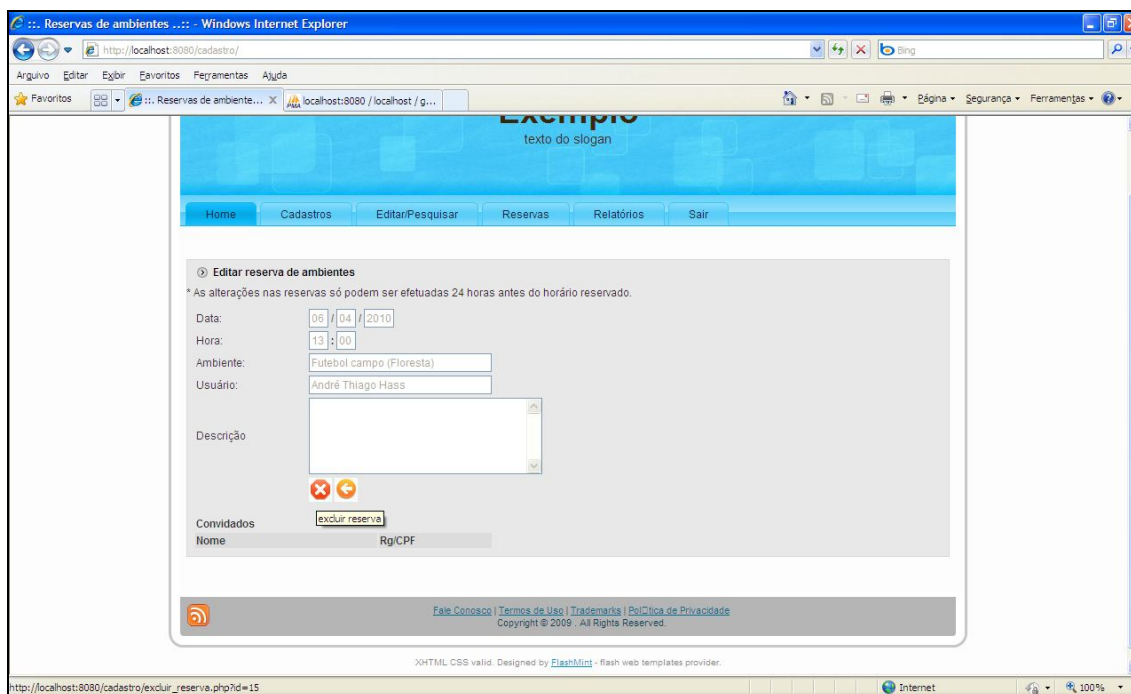 ::. Reservas de ambientes ..:: - Windows Internet Explorer
http://localhost:8080/cadastro/
Bing
Arquivo Editar Exibir Favoritos Ferramentas Ajuda
Favoritos ::. Reservas de ambiente... X localhost:8080 / localhost / g... Página Segurança Ferramentas
Exemplo
texto do slogan
Home Cadastros Editar/Pesquisar Reservas Relatórios Sair
Editar reserva de ambientes
* As alterações nas reservas só podem ser efetuadas 24 horas antes do horário reservado.
Data: 06 / 04 / 2010
Hora: 13 : 00
Ambiente: Futebol campo (Floresta)
Usuário: André Thiago Hass
Descrição
excluir reserva
Convidados
Nome Rg/CPF
Fale Conosco | Termos de Uso | Trademarks | Pol□tica de Privacidade
Copyright © 2009 . All Rights Reserved.
XHTML CSS valid. Designed by FlashMint - flash web templates provider.
http://localhost:8080/cadastro/excluir_reserva.php?id=15 Internet 100%